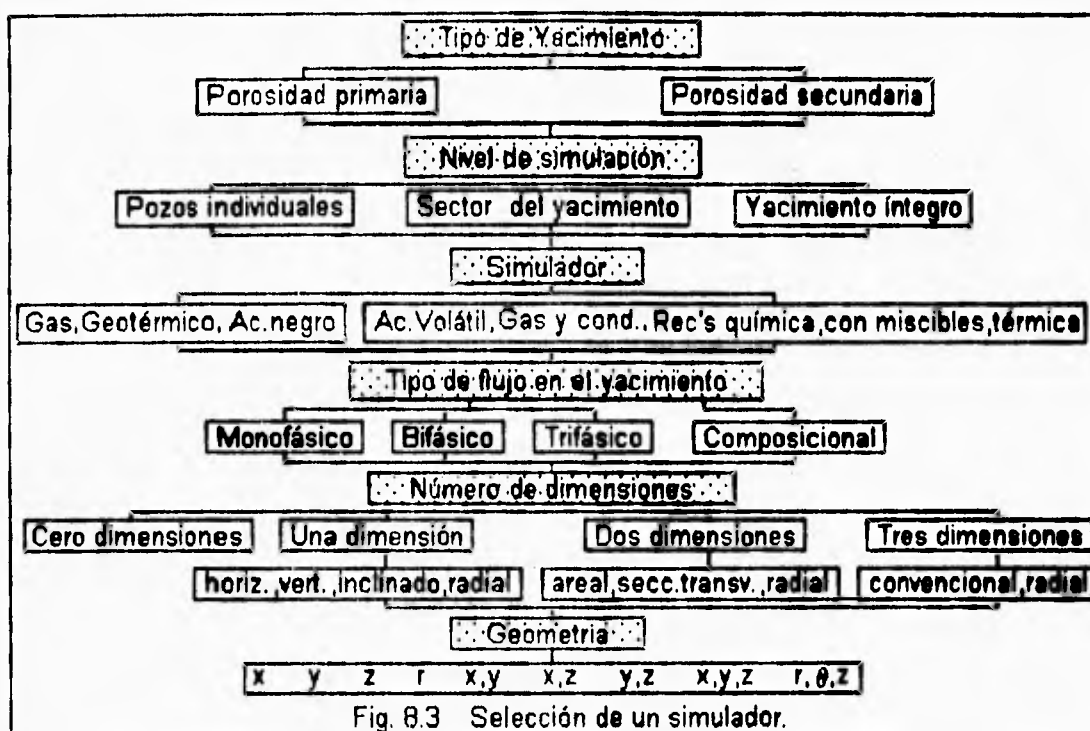 Tipo de Yacimiento
Porosidad primaria Porosidad secundaria
Nivel de simulación
Pozos individuales Sector del yacimiento Yacimiento íntegro
Simulador
Gas, Geotérmico, Ac.negro Ac.Volátil, Gas y cond., Rec's química,con miscibles,térmica
Tipo de flujo en el yacimiento
Monofásico Bifásico Trifásico Composicional
Número de dimensiones
Cero dimensiones Una dimensión Dos dimensiones Tres dimensiones
horiz.,vert.,inclinado,radial areal,secc.transv.,radial convencional,radial
Geometria
x y z r x,y x,z y,z x,y,z r,θ,z
Fig. 8.3 Selección de un simulador.